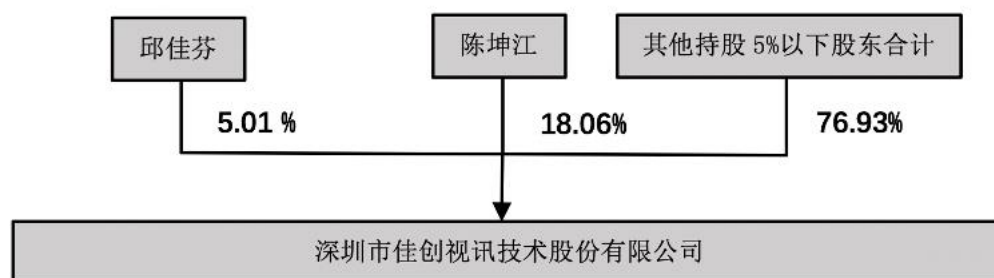 邱佳芬
陈坤江
其他持股 5%以下股东合计
5.01 %
18.06%
76.93%
深圳市佳创视讯技术股份有限公司